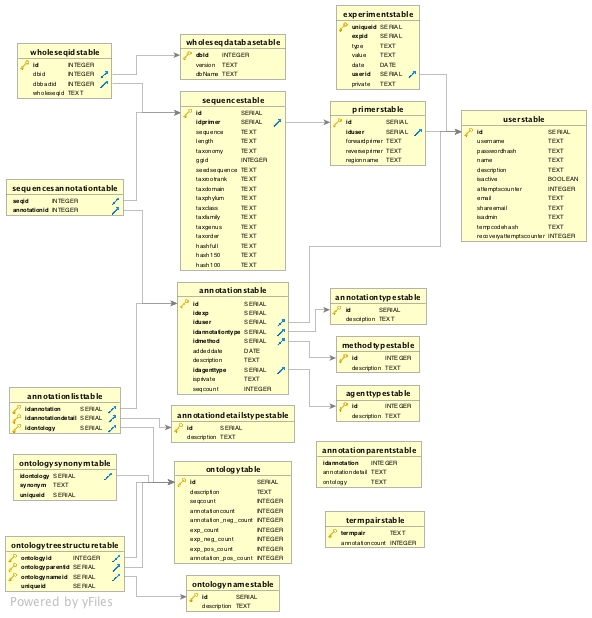 experimentstable
uniqueid SERIAL
expid SERIAL
type TEXT
value TEXT
date DATE
userid SERIAL
private TEXT
wholeseqidstable
id INTEGER
dbid INTEGER
dbbadid INTEGER
wholeseqid TEXT
wholeseqdatabasetable
dbid INTEGER
version TEXT
dbName TEXT
sequencestable
id SERIAL
idprimer SERIAL
sequence TEXT
length TEXT
taxonomy TEXT
ggid INTEGER
seedsequence TEXT
taxrootrank TEXT
taxdomain TEXT
taxphylum TEXT
taxclass TEXT
taxfamily TEXT
taxgenus TEXT
taxorder TEXT
hashfull TEXT
hash150 TEXT
hash100 TEXT
primerstable
id SERIAL
iduser SERIAL
forwardprimer TEXT
reverseprimer TEXT
regionname TEXT
userstable
id SERIAL
username TEXT
passwordhash TEXT
name TEXT
description TEXT
isactive BOOLEAN
attemptscounter INTEGER
email TEXT
shareemail TEXT
isadmin TEXT
tempcodehash TEXT
recoveryattemptscounter INTEGER
sequencesannotationtable
seqid INTEGER
annotationid INTEGER
annotationstable
id SERIAL
idexp SERIAL
iduser SERIAL
idannotationtype SERIAL
idmethod SERIAL
addeddate DATE
description TEXT
idagenttype SERIAL
isprivate TEXT
seqcount INTEGER
annotationtypestable
id SERIAL
description TEXT
methodtypestable
id INTEGER
description TEXT
agenttypestable
id INTEGER
description TEXT
annotationlisttable
idannotation SERIAL
idannotationdetail SERIAL
idontology SERIAL
annotationdetailstypestable
id SERIAL
description TEXT
annotationparentstable
idannotation INTEGER
annotationdetail TEXT
ontology TEXT
ontologysynonymtable
idontology SERIAL
synonym TEXT
uniqueid SERIAL
ontologytable
id SERIAL
description TEXT
seqcount INTEGER
annotationcount INTEGER
annotation_neg_count INTEGER
exp_count INTEGER
exp_neg_count INTEGER
exp_pos_count INTEGER
annotation_pos_count INTEGER
termpairstable
termpair TEXT
annotationcount INTEGER
ontologytreestructuretable
ontologyid INTEGER
ontologyparentid SERIAL
ontologynameid SERIAL
uniqueid SERIAL
ontologynamestable
id SERIAL
description TEXT
Powered by yFiles